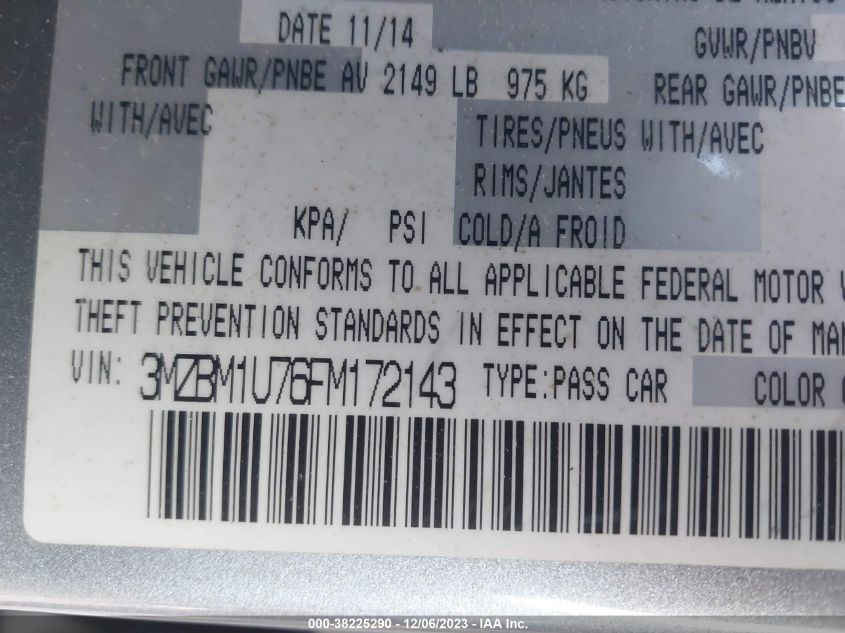 DATE 11/14
GVWR/PNBV
FRONT GAWR/PNBE AV 2149 LB 975 KG
REAR GAWR/PNBE
WITH/AVEC
TIRES/PNEUS WITH/AVEC
RIMS/JANTES
KPA/ PSI COLD/A FROID
THIS VEHICLE CONFORMS TO ALL APPLICABLE FEDERAL MOTOR V
THEFT PREVENTION STANDARDS IN EFFECT ON THE DATE OF MAN
VIN: 3MZBM1U76FM172143 TYPE:PASS CAR COLOR
000-38225290 - 12/06/2023 - IAA Inc.